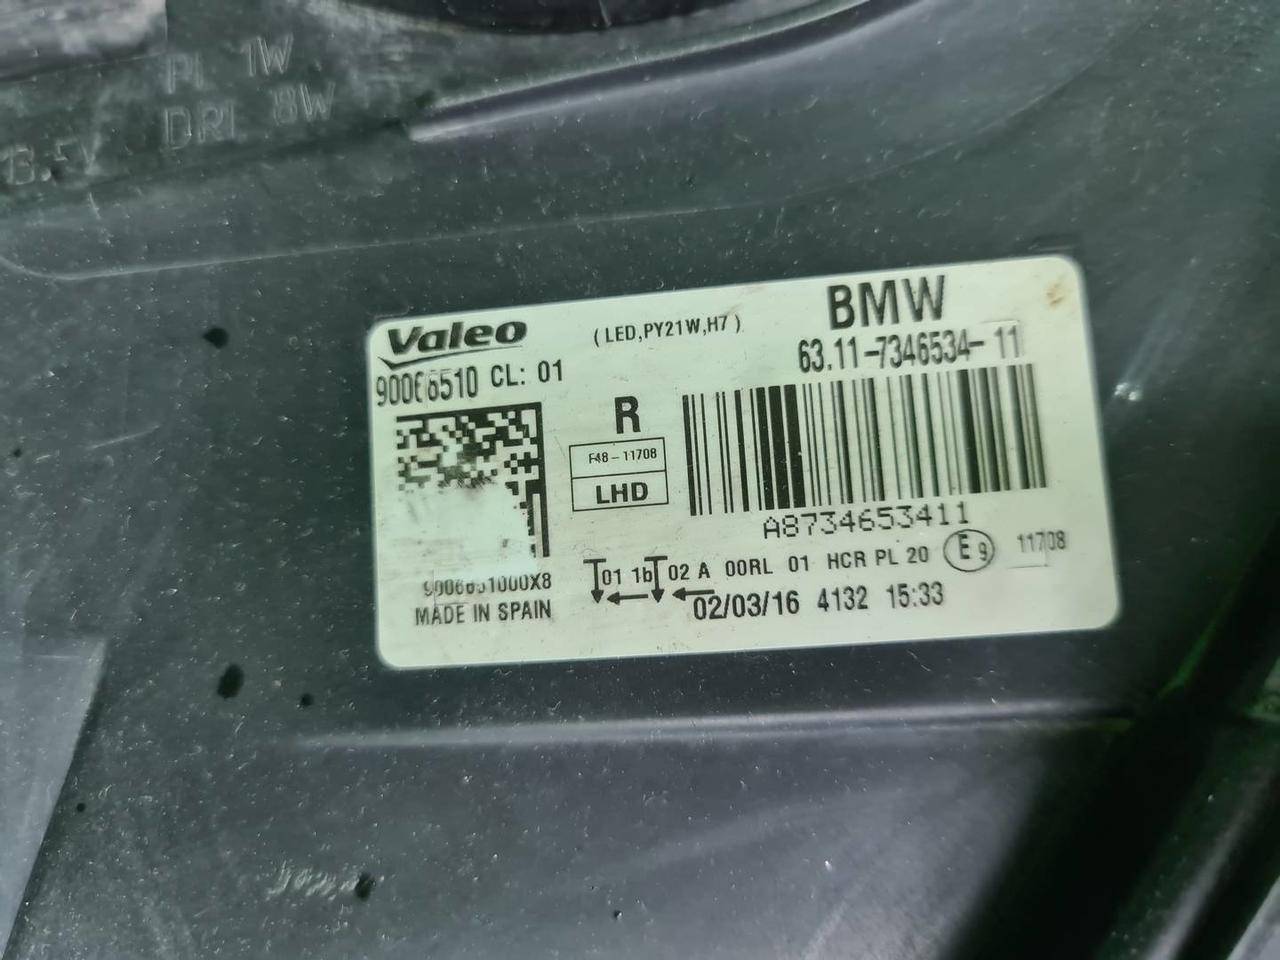 PL 1W
DRL 8W
Valeo
(LED,PY21W,H7)
BMW
90066510 CL: 01
63.11-7346534-11
R
F48-11708
LHD
A8734653411
01 1b 02 A 00RL 01 HCR PL 20 E9 11708
MADE IN SPAIN
02/03/16 4132 15:33